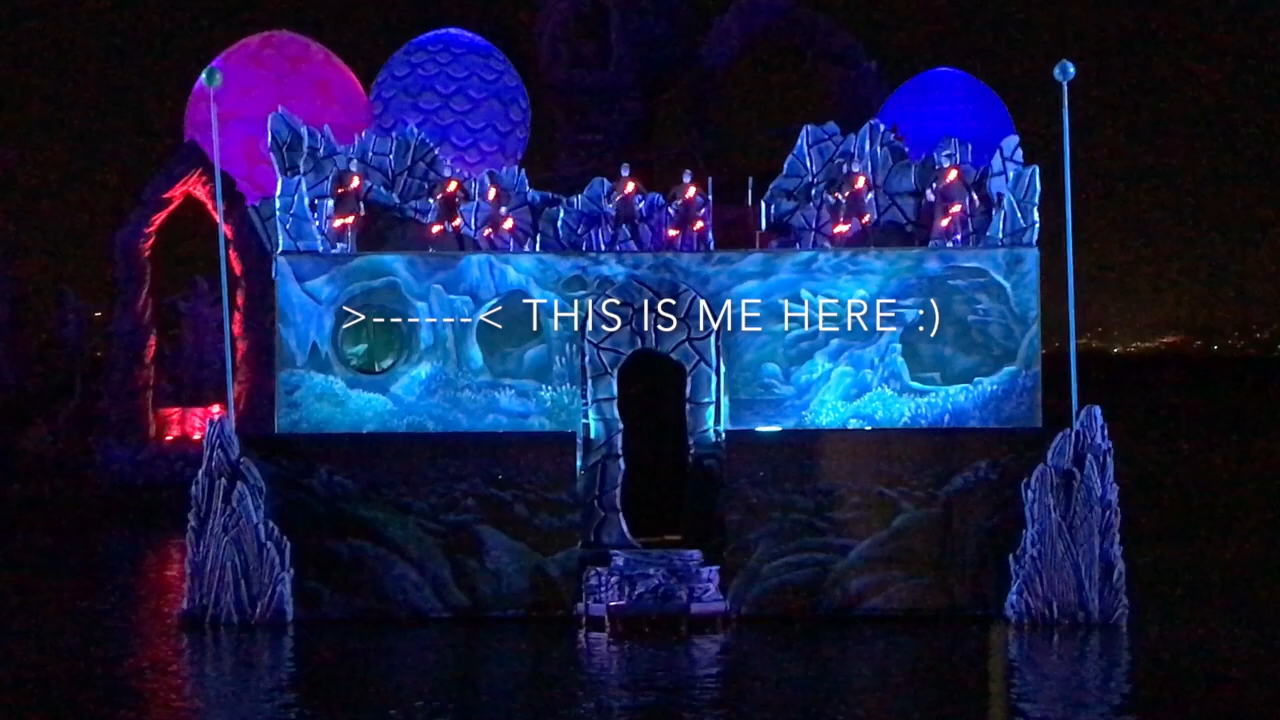 >------< THIS IS ME HERE :)